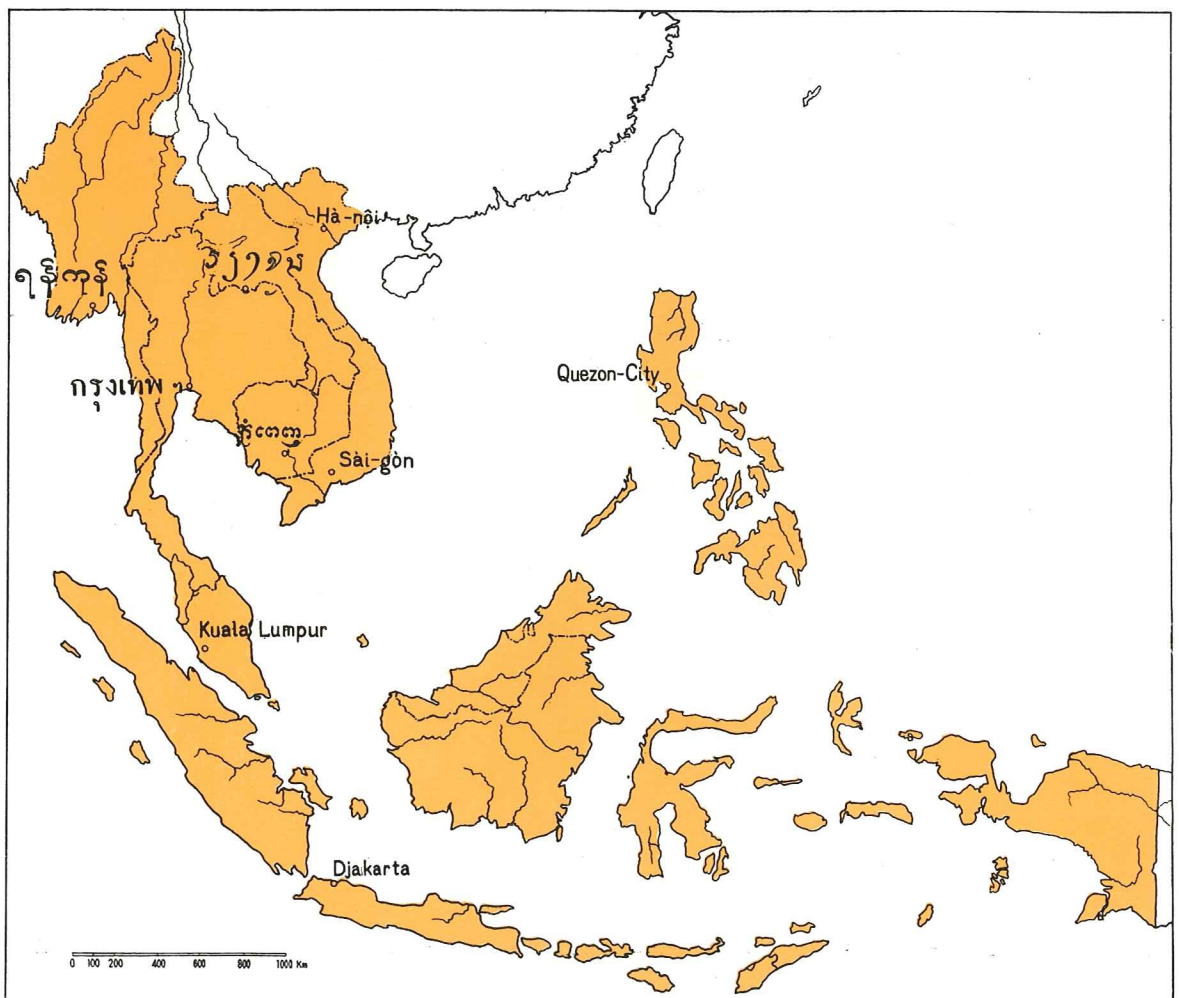 Hà-nội
ວຽງຈັນ
ရန်ကုန်
Quezon-City
กรุงเทพ ฯ
ភ្នំពេញ
Sài-gòn
Kuala Lumpur
Djakarta
0 100 200 400 600 800 1000 Km